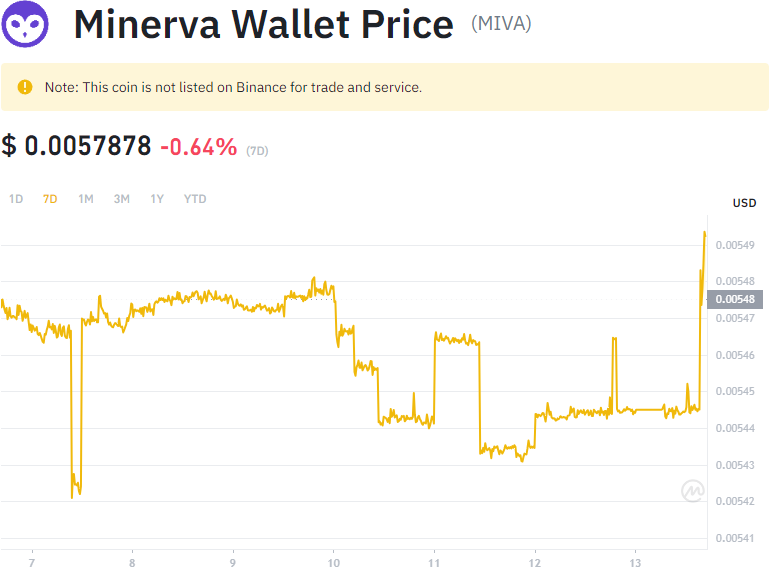 Minerva Wallet Price (MIVA)
Note: This coin is not listed on Binance for trade and service.
$ 0.0057878 -0.64% (7D)
1D 7D 1M 3M 1Y YTD
USD
0.00549
0.00548
0.00548
0.00547
0.00546
0.00545
0.00544
0.00543
0.00542
0.00541
7 8 9 10 11 12 13